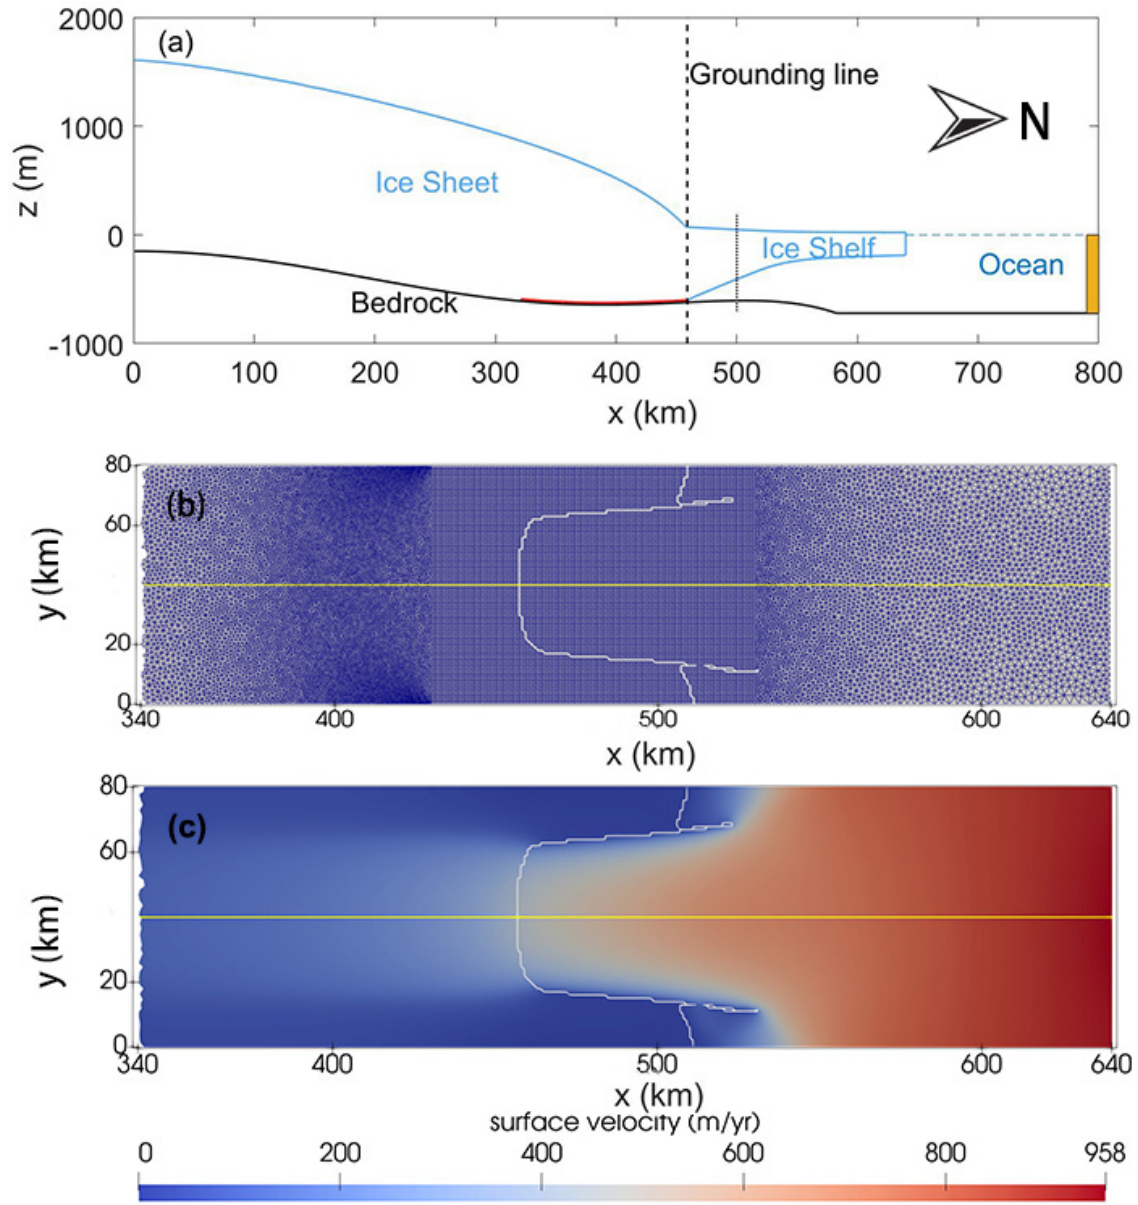 2000
(a)
Grounding line
N
1000
z (m)
Ice Sheet
0
Ice Shelf
Ocean
Bedrock
-1000
0 100 200 300 400 500 600 700 800
x (km)
80
(b)
60
y (km)
20
0
340 400 500 600 640
x (km)
80
(c)
60
y (km)
20
0
340 400 500 600 640
x (km)
surface velocity (m/yr)
0 200 400 600 800 958